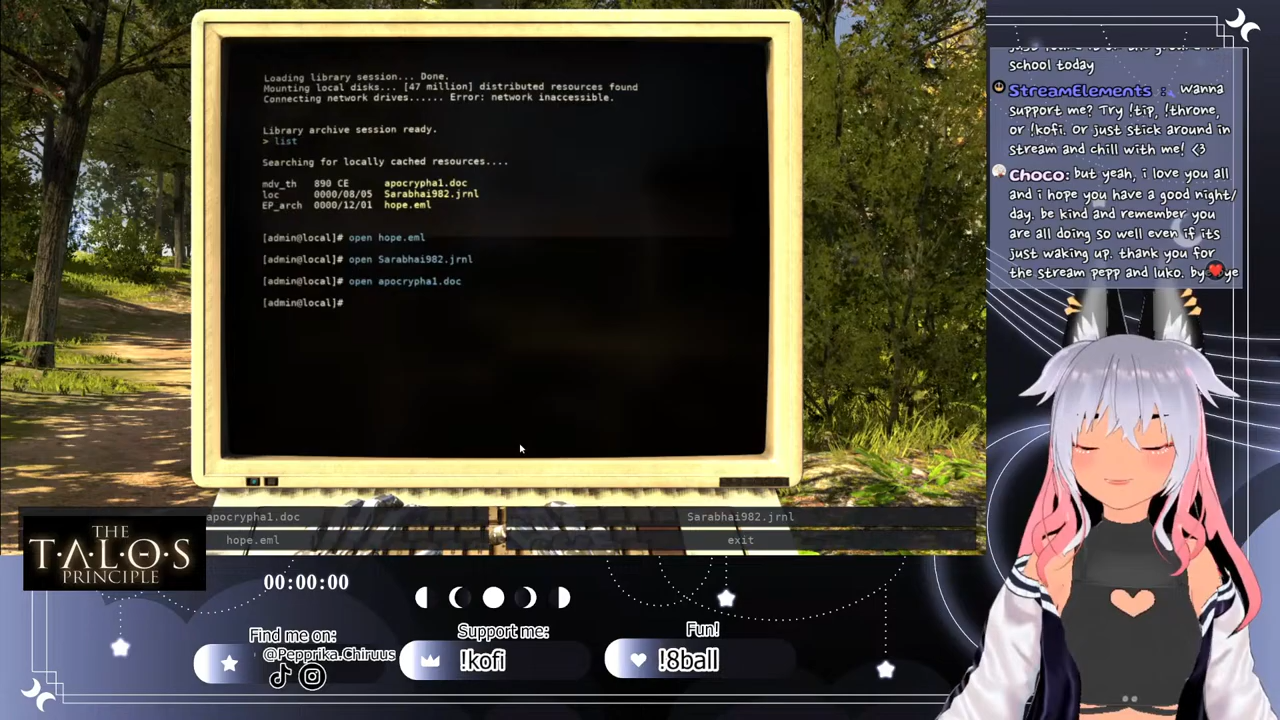 Loading library session... Done.
Mounting local disks... [47 million] distributed resources found
Connecting network drives...... Error: network inaccessible.
Library archive session ready.
> list
Searching for locally cached resources....
mdv_th 890 CE apocrypha1.doc
loc 0000/08/05 Sarabhai982.jrnl
EP_arch 0000/12/01 hope.eml
[admin@local]# open hope.eml
[admin@local]# open Sarabhai982.jrnl
[admin@local]# open apocrypha1.doc
[admin@local]#
apocrypha1.doc Sarabhai982.jrnl
hope.eml exit
THE
TALOS
PRINCIPLE
00:00:00
Find me on:
@Pepprika.Chiruus
Support me:
!kofi
Fun!
!8ball
school today
StreamElements : wanna
support me? Try !tip, !throne,
or !kofi. Or just stick around in
stream and chill with me! <3
Choco: but yeah, i love you all
and i hope you have a good night/
day. be kind and remember you
are all doing so well even if its
just waking up. thank you for
the stream pepp and luko.